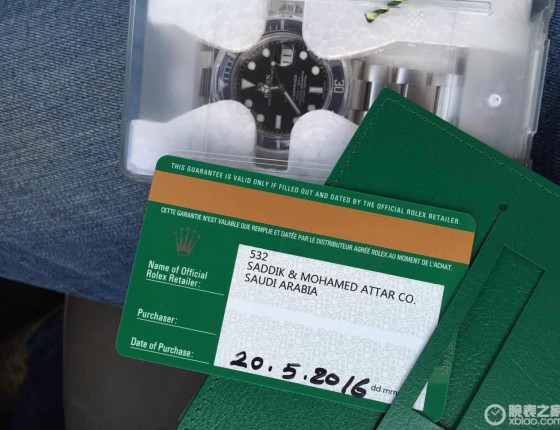 THIS GUARANTEE IS VALID ONLY IF FILLED OUT AND DATED BY THE OFFICIAL ROLEX RETAILER.
CETTE GARANTIE N'EST VALABLE QUE REMPLIE ET DATÉE PAR LE DISTRIBUTEUR AGRÉÉ ROLEX AU MOMENT DE L'ACHAT.
Name of Official
Rolex Retailer:
532
SADDIK & MOHAMED ATTAR CO.
SAUDI ARABIA
Purchaser:
Date of Purchase:
20.5.2016
dd.mm
腕表之家
xbiao.com